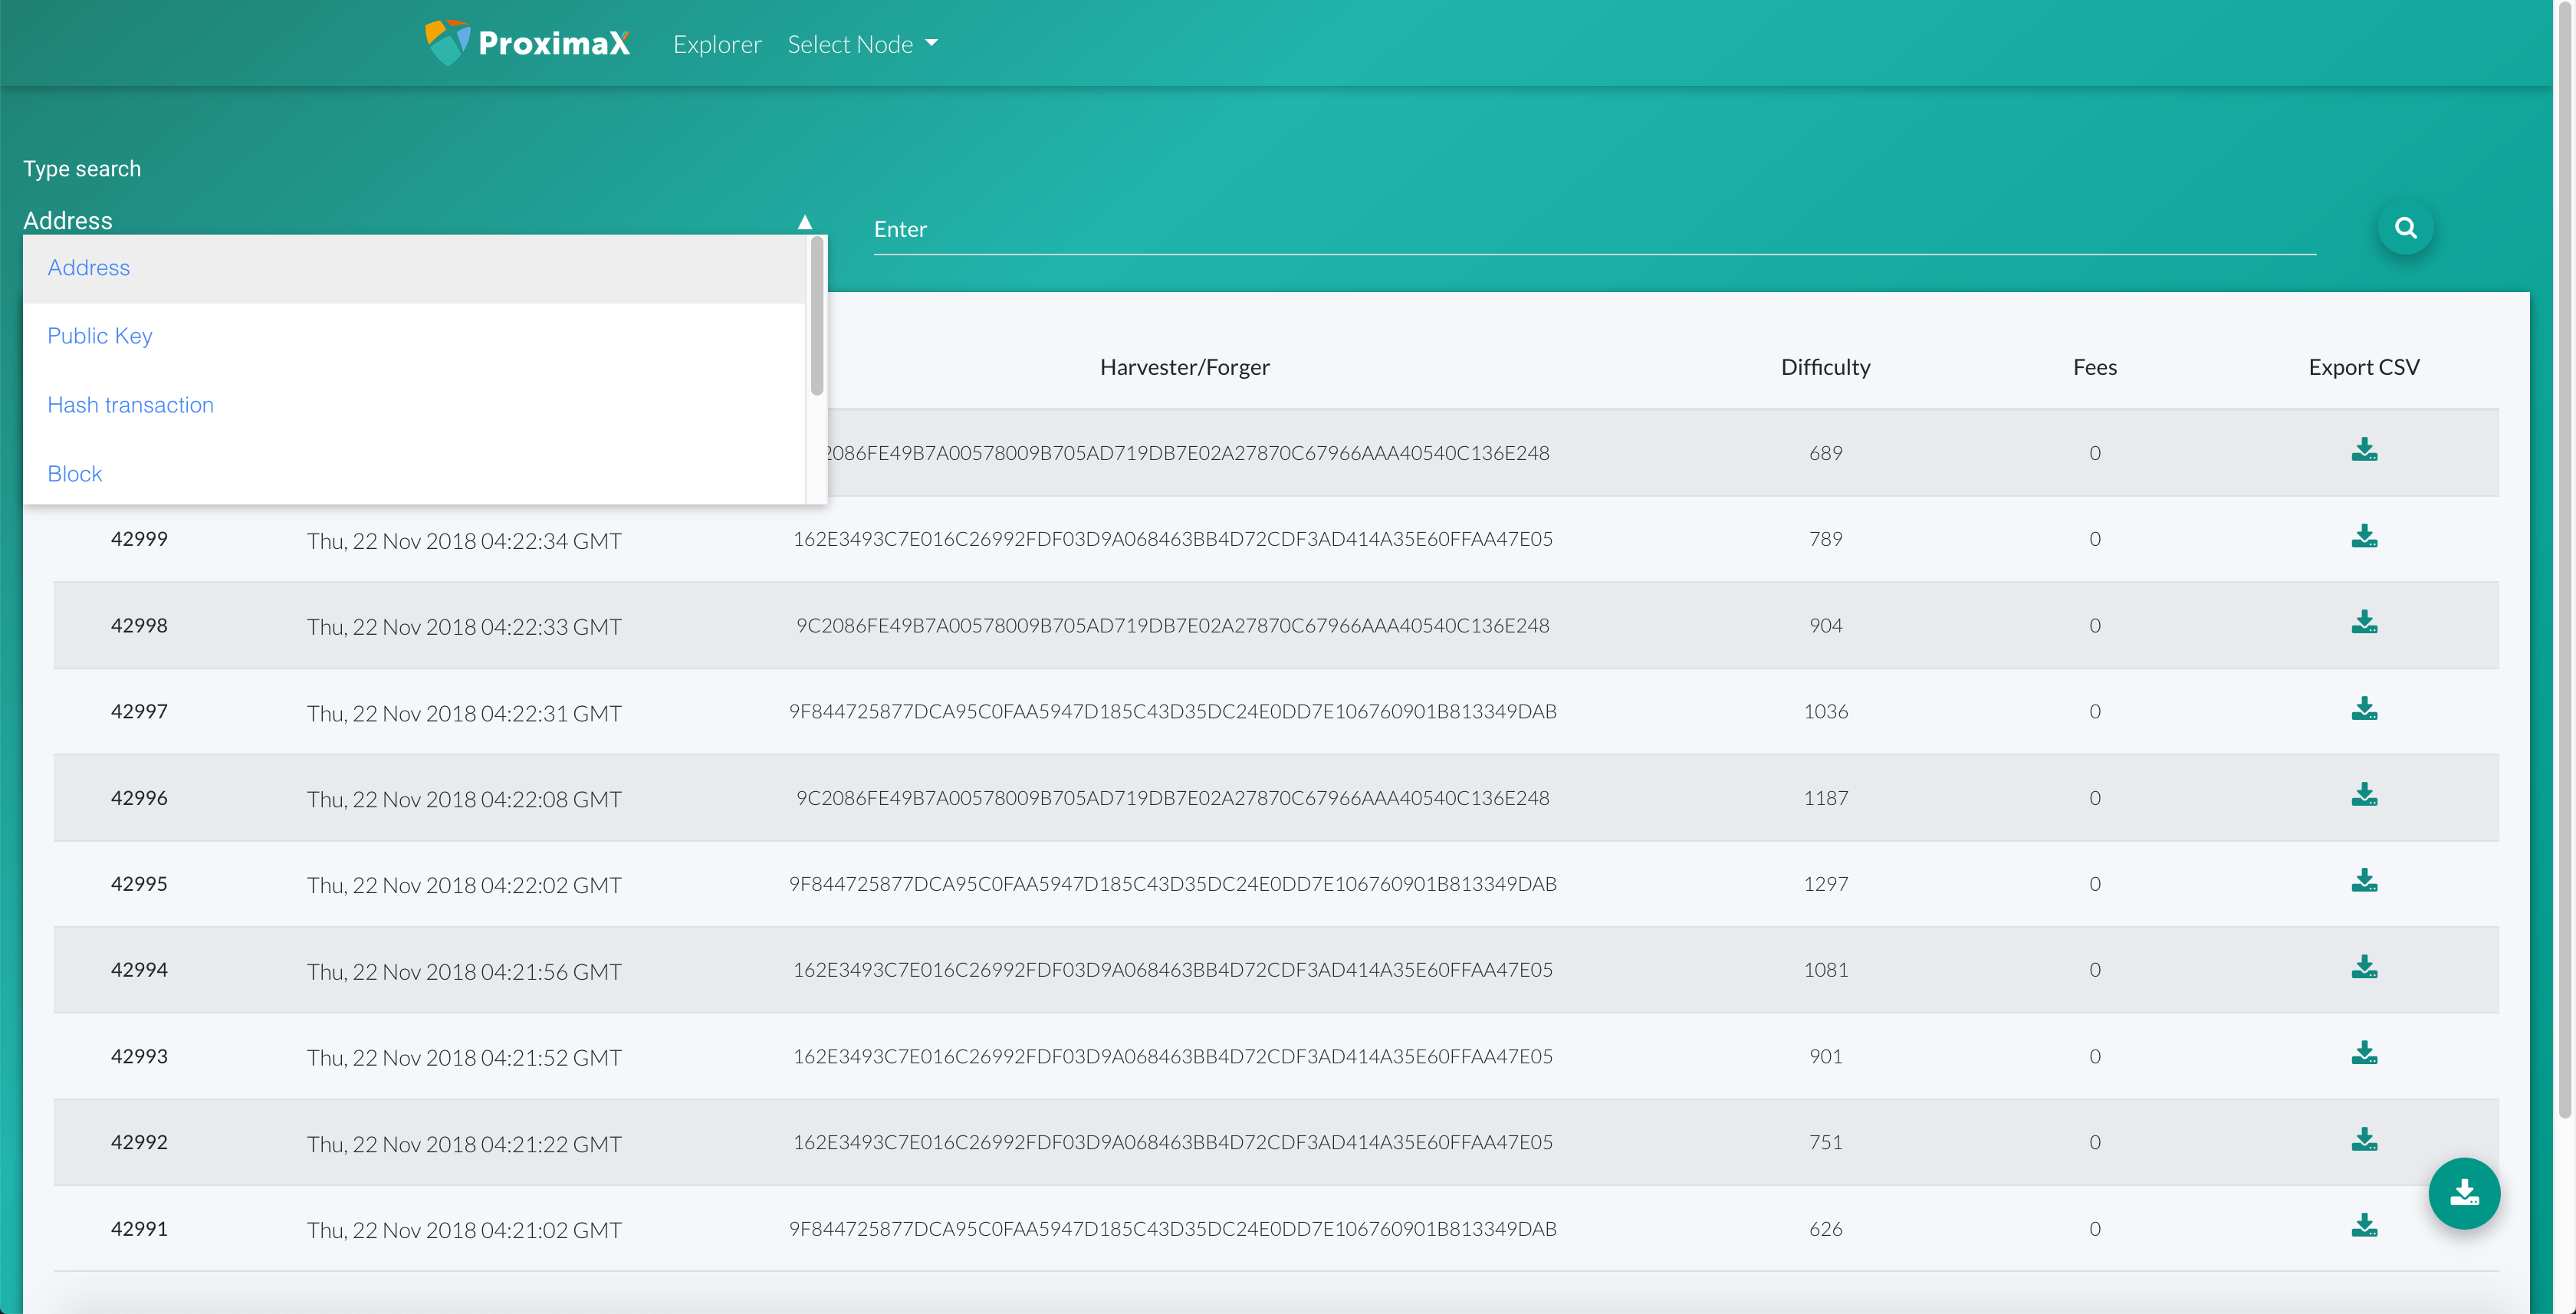 ProximaX Explorer Select Node
Type search
Address
Enter
Address
Public Key
Hash transaction
Block
Harvester/Forger Difficulty Fees Export CSV
2086FE49B7A00578009B705AD719DB7E02A27870C67966AAA40540C136E248 689 0
42999 Thu, 22 Nov 2018 04:22:34 GMT 162E3493C7E016C26992FDF03D9A068463BB4D72CDF3AD414A35E60FFAA47E05 789 0
42998 Thu, 22 Nov 2018 04:22:33 GMT 9C2086FE49B7A00578009B705AD719DB7E02A27870C67966AAA40540C136E248 904 0
42997 Thu, 22 Nov 2018 04:22:31 GMT 9F844725877DCA95C0FAA5947D185C43D35DC24E0DD7E106760901B813349DAB 1036 0
42996 Thu, 22 Nov 2018 04:22:08 GMT 9C2086FE49B7A00578009B705AD719DB7E02A27870C67966AAA40540C136E248 1187 0
42995 Thu, 22 Nov 2018 04:22:02 GMT 9F844725877DCA95C0FAA5947D185C43D35DC24E0DD7E106760901B813349DAB 1297 0
42994 Thu, 22 Nov 2018 04:21:56 GMT 162E3493C7E016C26992FDF03D9A068463BB4D72CDF3AD414A35E60FFAA47E05 1081 0
42993 Thu, 22 Nov 2018 04:21:52 GMT 162E3493C7E016C26992FDF03D9A068463BB4D72CDF3AD414A35E60FFAA47E05 901 0
42992 Thu, 22 Nov 2018 04:21:22 GMT 162E3493C7E016C26992FDF03D9A068463BB4D72CDF3AD414A35E60FFAA47E05 751 0
42991 Thu, 22 Nov 2018 04:21:02 GMT 9F844725877DCA95C0FAA5947D185C43D35DC24E0DD7E106760901B813349DAB 626 0